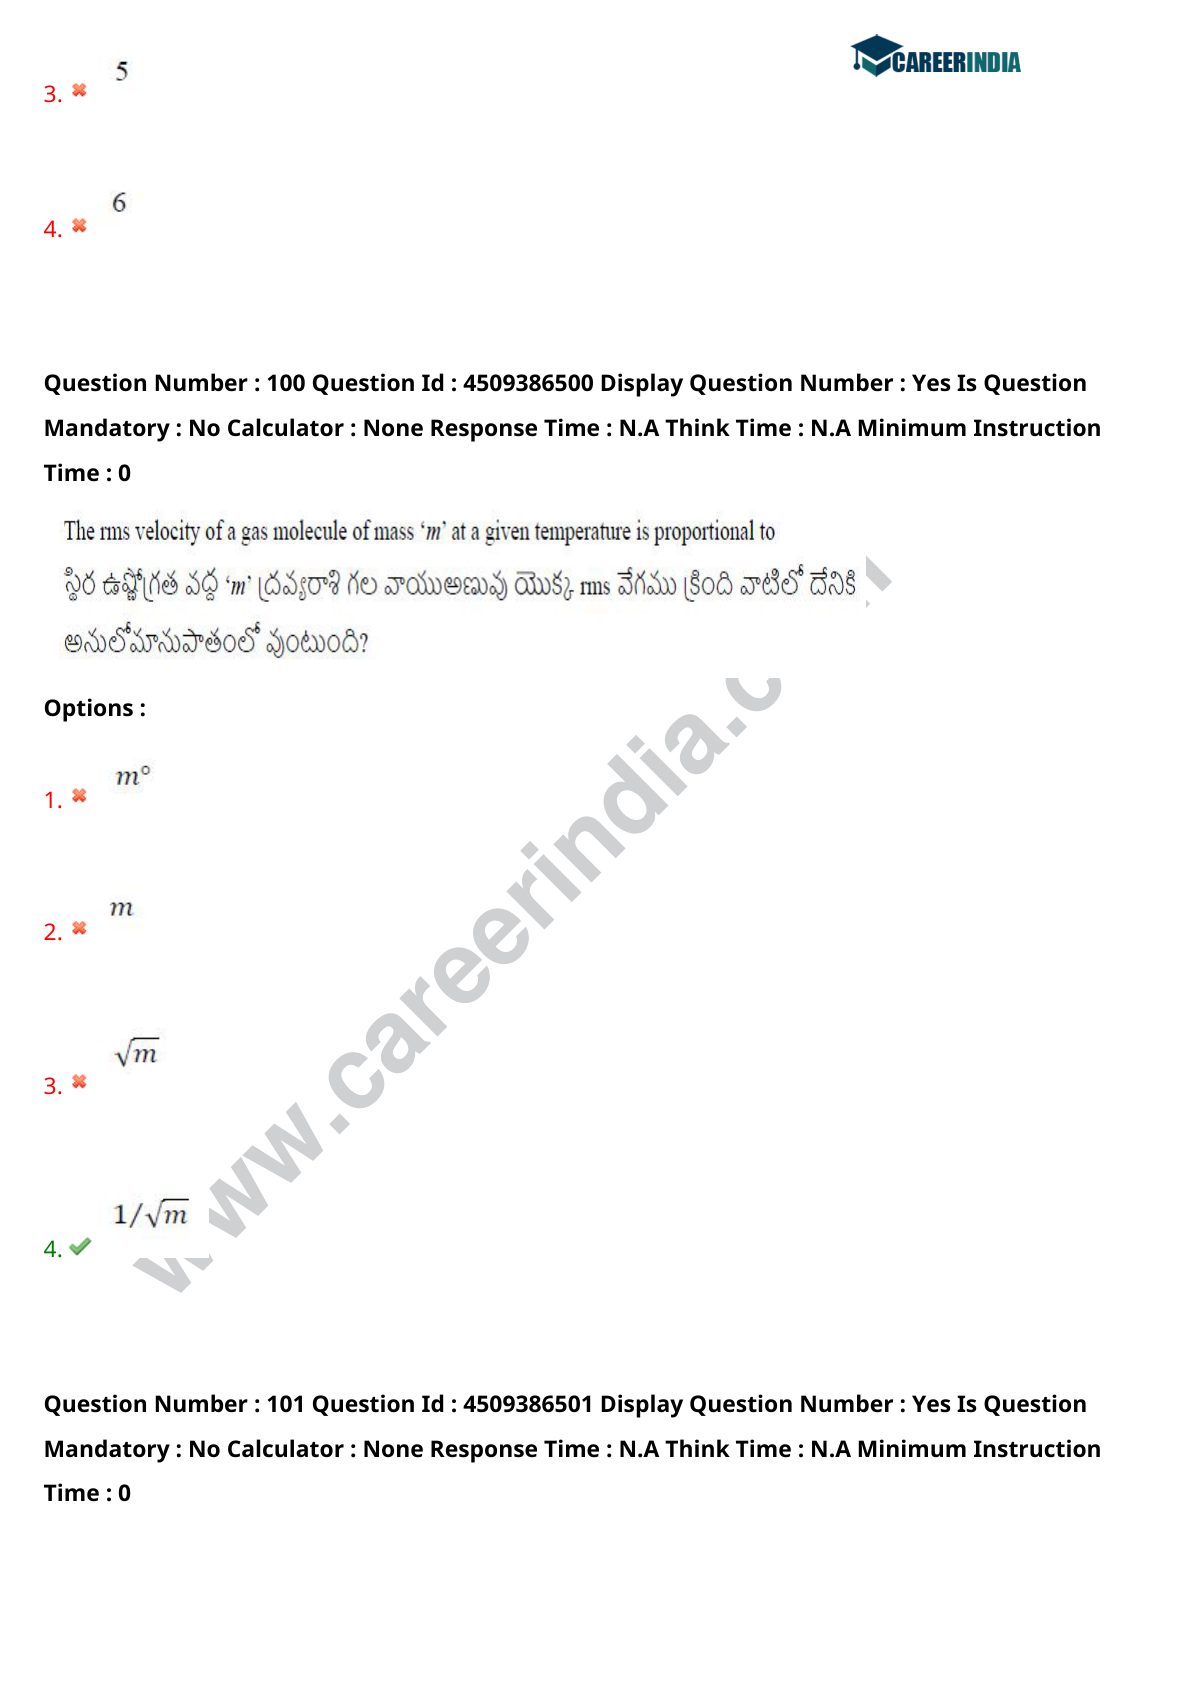 CAREERINDIA
5
3.
6
4.
Question Number : 100 Question Id : 4509386500 Display Question Number : Yes Is Question
Mandatory : No Calculator : None Response Time : N.A Think Time : N.A Minimum Instruction
Time : 0
The rms velocity of a gas molecule of mass ‘m’ at a given temperature is proportional to
స్థిర ఉష్ణోగ్రత వద్ద ‘m’ ద్రవ్యరాశి గల వాయుఅణువు యొక్క rms వేగము క్రింది వాటిలో దేనికి
అనులోమానుపాతంలో వుంటుంది?
Options :
m°
1.
m
2.
√m
3.
1/√m
4.
www.careerindia.c
Question Number : 101 Question Id : 4509386501 Display Question Number : Yes Is Question
Mandatory : No Calculator : None Response Time : N.A Think Time : N.A Minimum Instruction
Time : 0